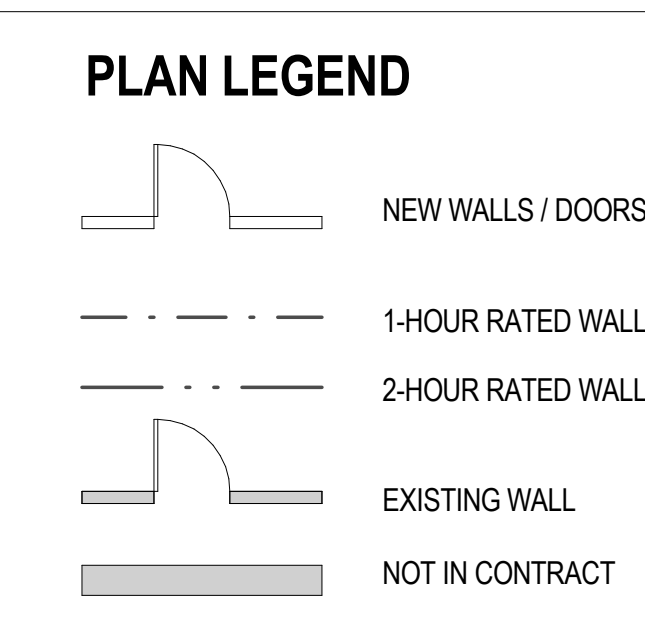 PLAN LEGEND
NEW WALLS / DOORS
1-HOUR RATED WALL
2-HOUR RATED WALL
EXISTING WALL
NOT IN CONTRACT